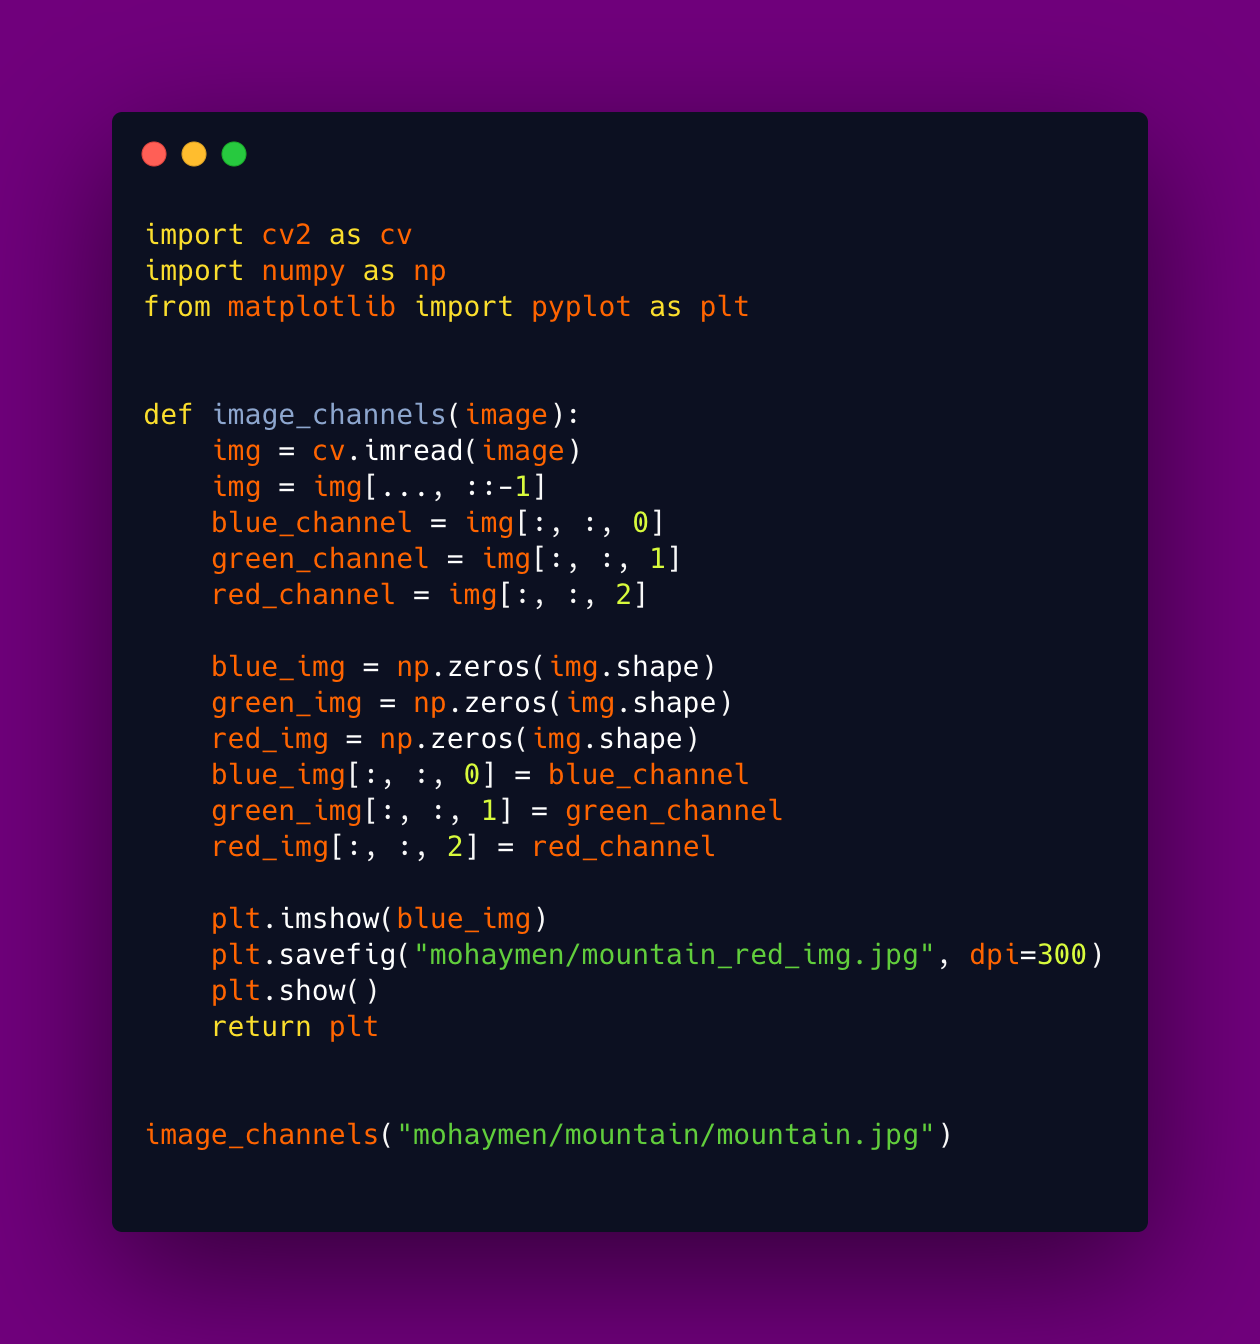 import cv2 as cv
import numpy as np
from matplotlib import pyplot as plt
def image_channels(image):
    img = cv.imread(image)
    img = img[..., ::-1]
    blue_channel = img[:, :, 0]
    green_channel = img[:, :, 1]
    red_channel = img[:, :, 2]
    blue_img = np.zeros(img.shape)
    green_img = np.zeros(img.shape)
    red_img = np.zeros(img.shape)
    blue_img[:, :, 0] = blue_channel
    green_img[:, :, 1] = green_channel
    red_img[:, :, 2] = red_channel
    plt.imshow(blue_img)
    plt.savefig("mohaymen/mountain_red_img.jpg", dpi=300)
    plt.show()
    return plt
image_channels("mohaymen/mountain/mountain.jpg")